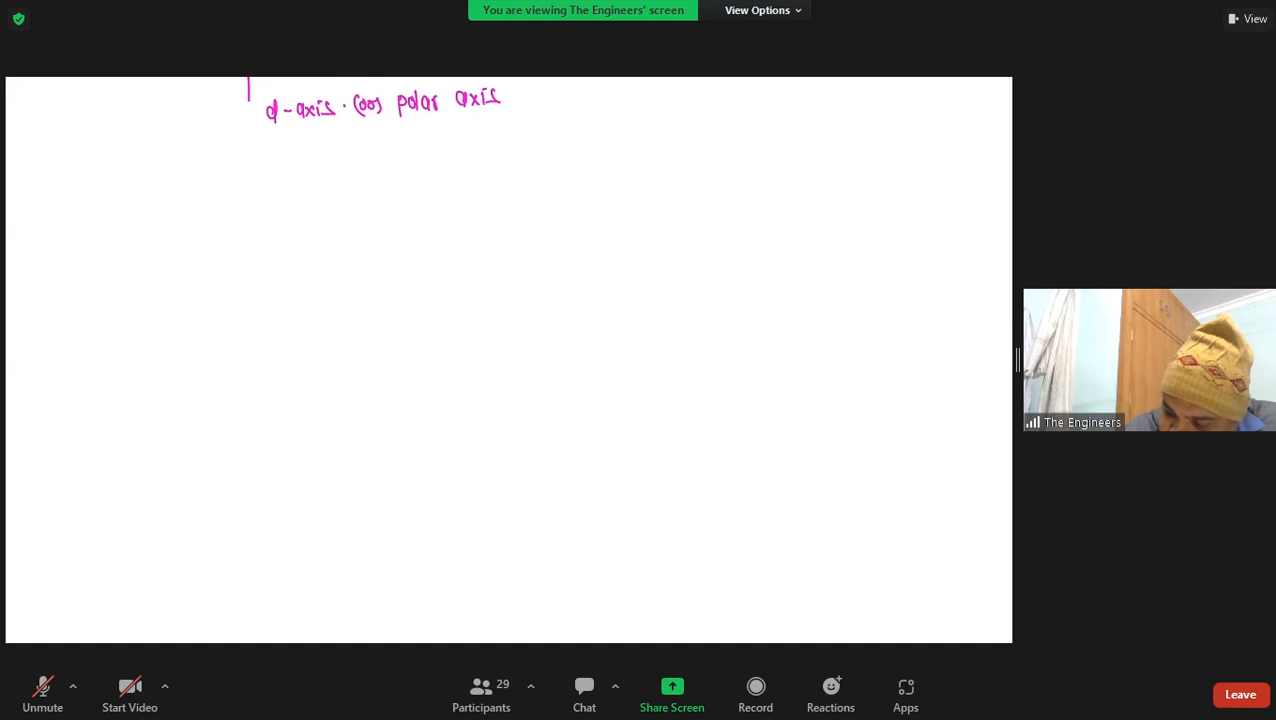 You are viewing The Engineers' screen
View Options
View
d-axis. (or) polar axis
The Engineers
Unmute
Start Video
29
Participants
Chat
Share Screen
Record
Reactions
Apps
Leave